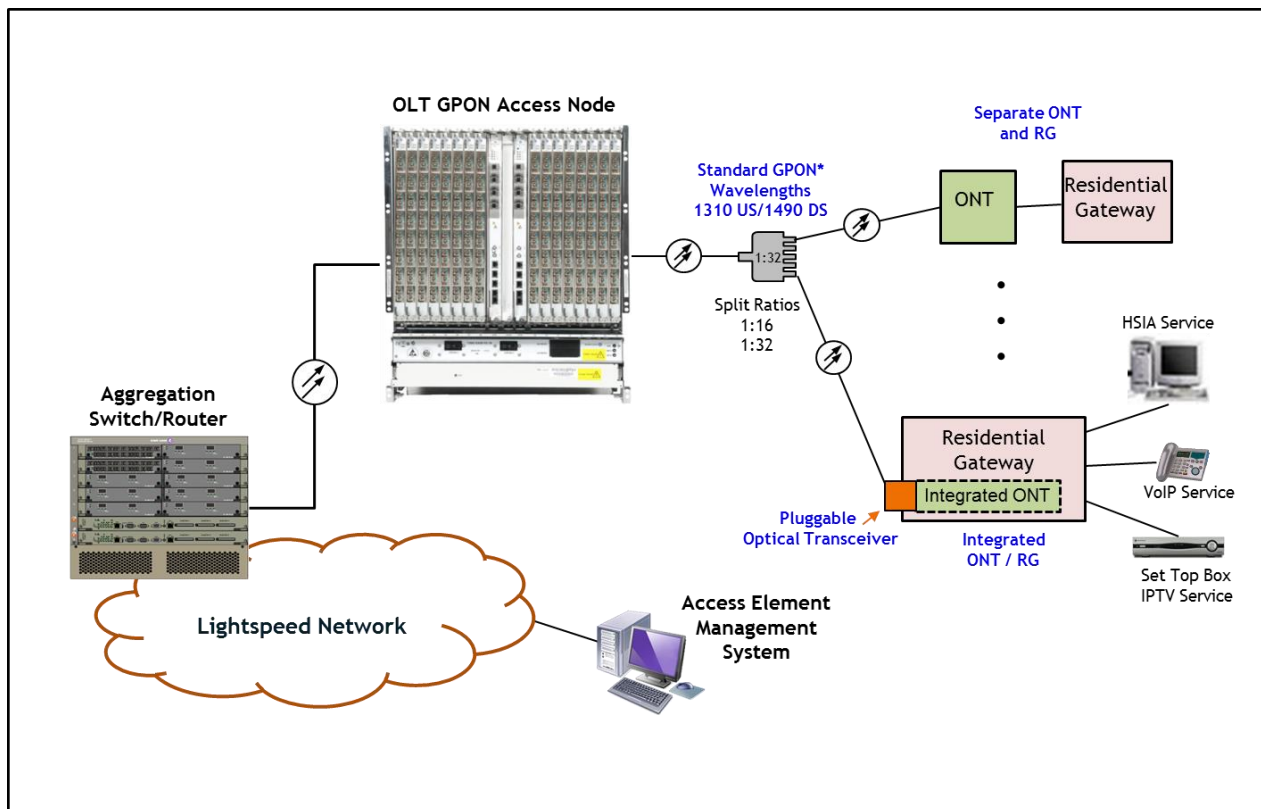 OLT GPON Access Node
Separate ONT
and RG
Standard GPON*
Wavelengths
1310 US/1490 DS
ONT
Residential
Gateway
1:32
Split Ratios
1:16
1:32
HSIA Service
Aggregation
Switch/Router
Residential
Gateway
Integrated ONT
VoIP Service
Pluggable
Optical Transceiver
Integrated
ONT / RG
Set Top Box
IPTV Service
Lightspeed Network
Access Element
Management
System